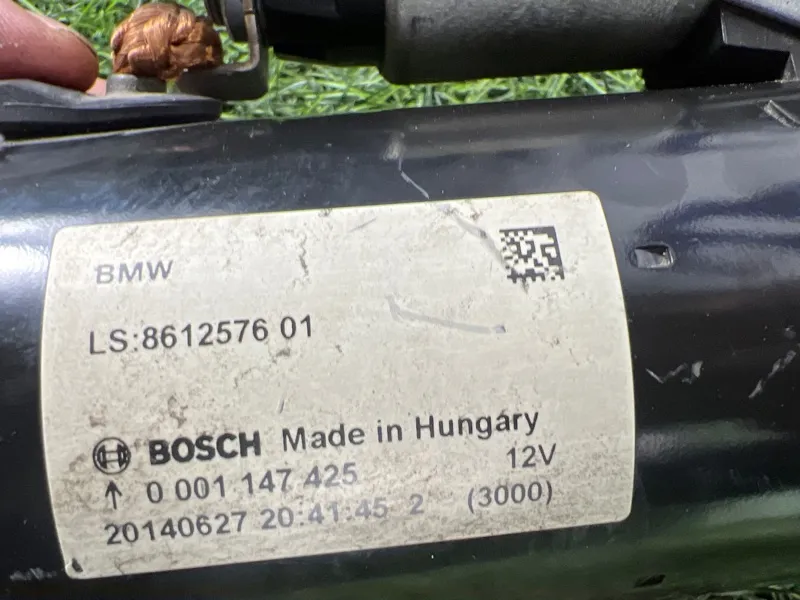 BMW
LS:8612576 01
BOSCH Made in Hungary
↑ 0 001 147 425 12V
20140627 20:41:45 2 (3000)